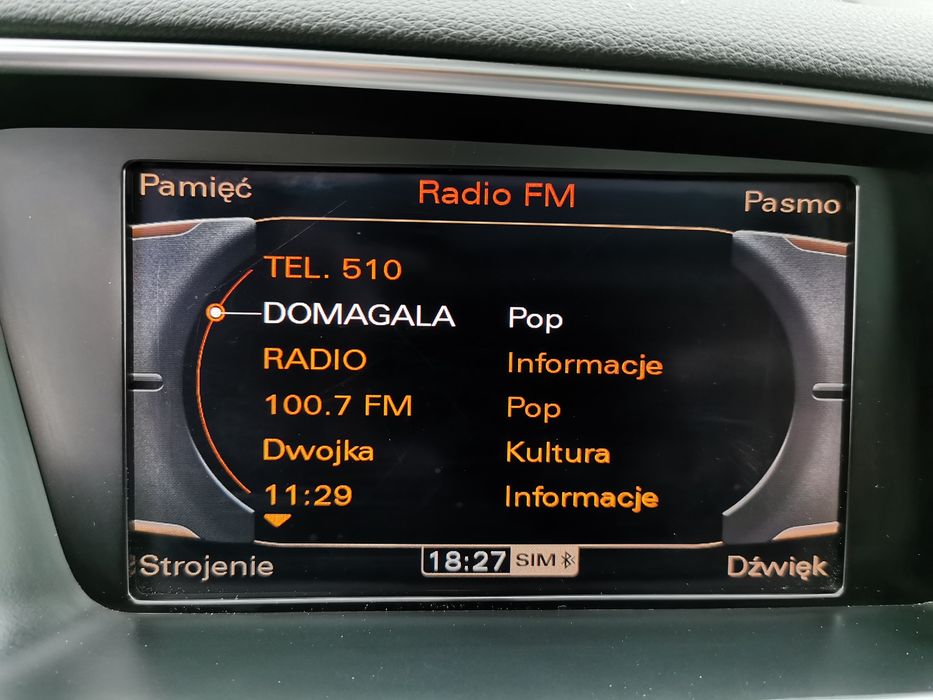 Pamięć Radio FM Pasmo
TEL. 510
DOMAGALA Pop
RADIO Informacje
100.7 FM Pop
Dwojka Kultura
11:29 Informacje
Strojenie 18:27 SIM Dźwięk